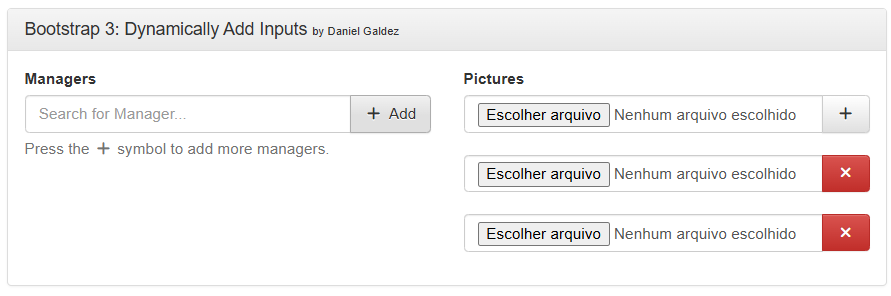 Bootstrap 3: Dynamically Add Inputs by Daniel Galdez
Managers
Search for Manager...
+ Add
Press the + symbol to add more managers.
Pictures
Escolher arquivo Nenhum arquivo escolhido +
Escolher arquivo Nenhum arquivo escolhido ×
Escolher arquivo Nenhum arquivo escolhido ×